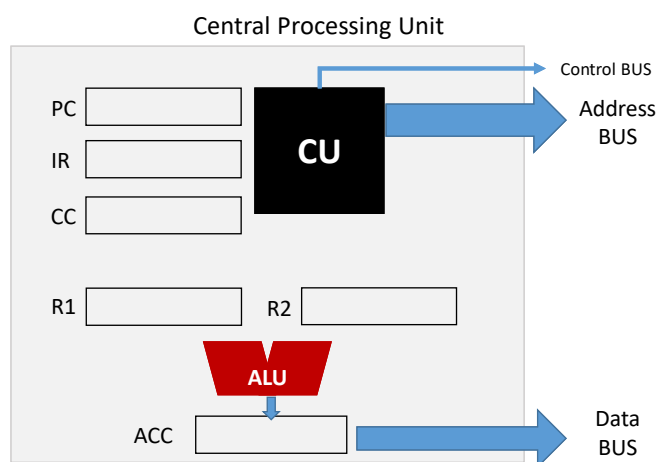 Central Processing Unit
Control BUS
PC
Address
BUS
CU
IR
CC
R1
R2
ALU
ACC
Data
BUS